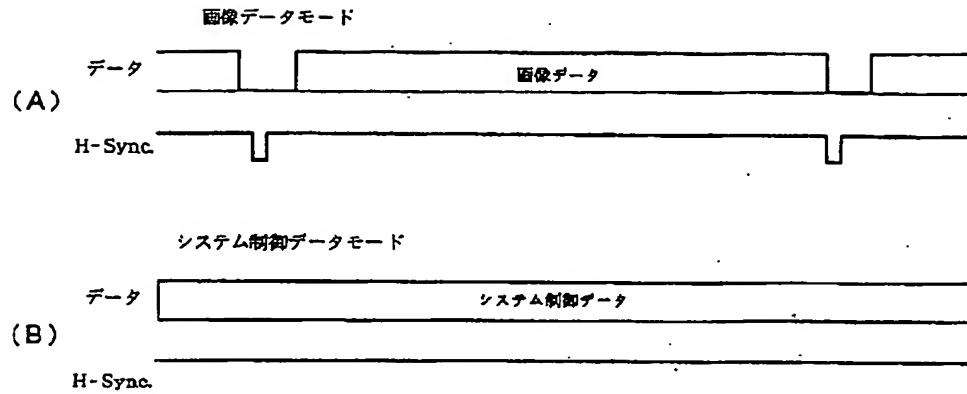 画像データモード
データ
画像データ
(A)
H-Sync.
システム制御データモード
データ
システム制御データ
(B)
H-Sync.